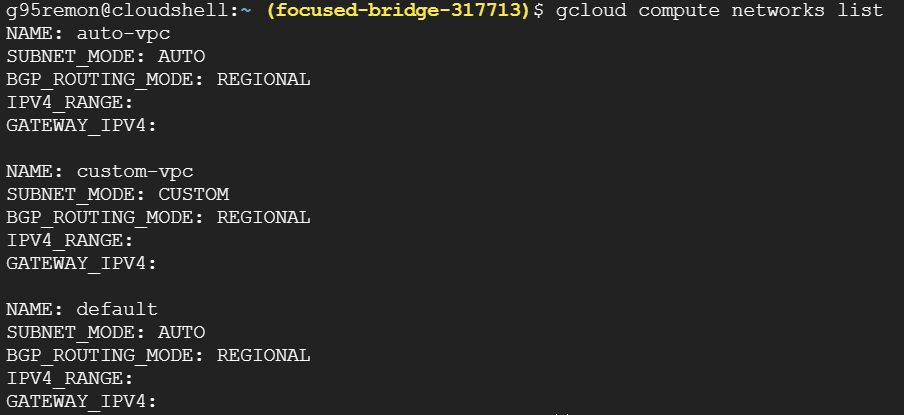 g95remon@cloudshell:~ (focused-bridge-317713)$ gcloud compute networks list
NAME: auto-vpc
SUBNET_MODE: AUTO
BGP_ROUTING_MODE: REGIONAL
IPV4_RANGE:
GATEWAY_IPV4:
NAME: custom-vpc
SUBNET_MODE: CUSTOM
BGP_ROUTING_MODE: REGIONAL
IPV4_RANGE:
GATEWAY_IPV4:
NAME: default
SUBNET_MODE: AUTO
BGP_ROUTING_MODE: REGIONAL
IPV4_RANGE:
GATEWAY_IPV4: